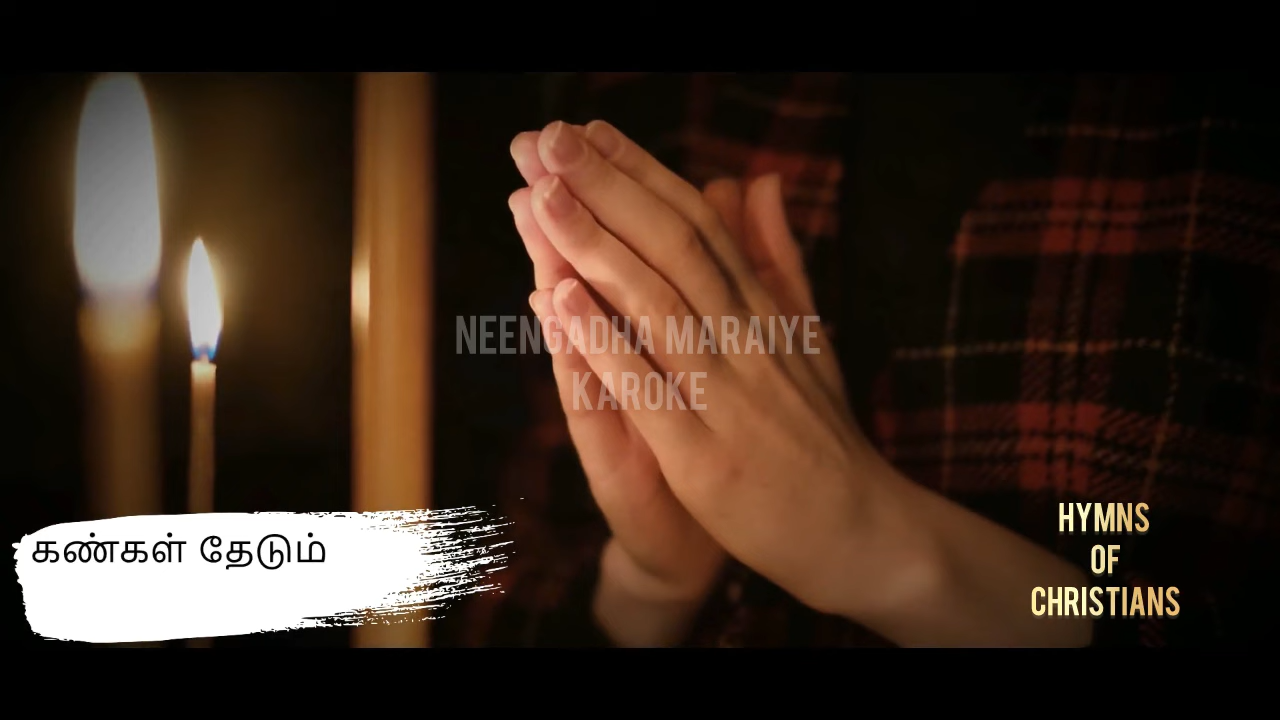 NEENGADHA MARAIYE
KAROKE
கண்கள் தேடும்
HYMNS
OF
CHRISTIANS